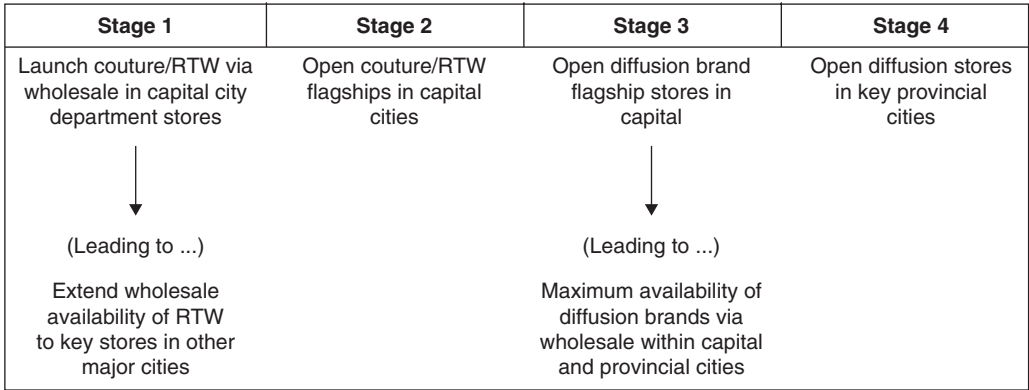 Stage 1
Stage 2
Stage 3
Stage 4
Launch couture/RTW via
wholesale in capital city
department stores
Open couture/RTW
flagships in capital
cities
Open diffusion brand
flagship stores in
capital
Open diffusion stores
in key provincial
cities
(Leading to ...)
Extend wholesale
availability of RTW
to key stores in other
major cities
(Leading to ...)
Maximum availability of
diffusion brands via
wholesale within capital
and provincial cities